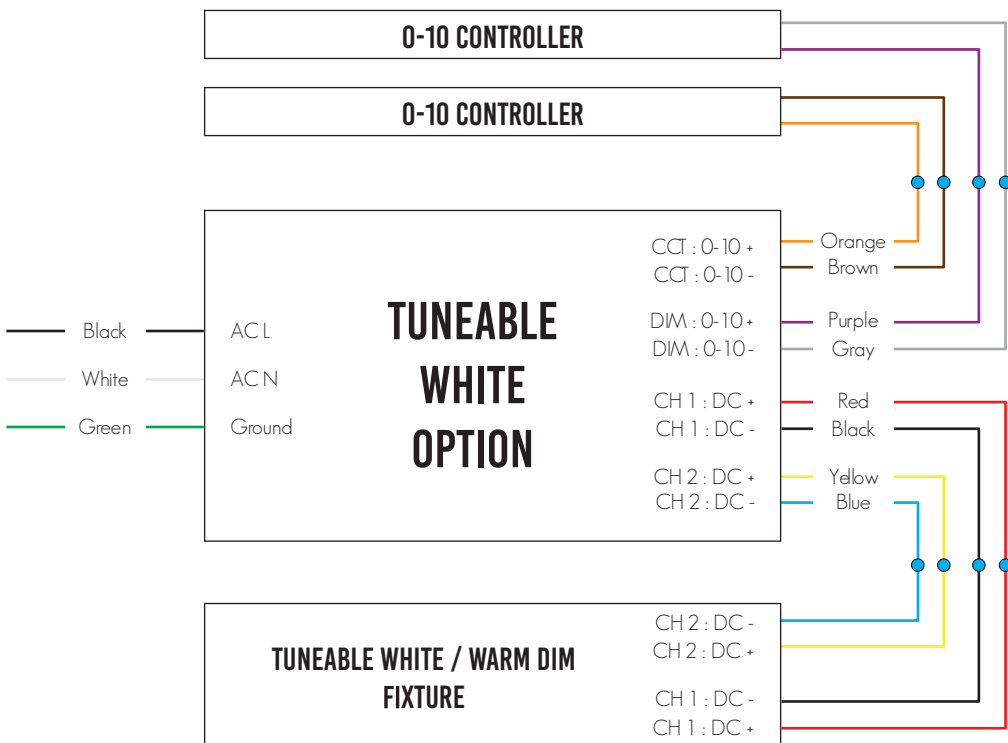 0-10 CONTROLLER
0-10 CONTROLLER
CCT : 0-10 +
Orange
CCT : 0-10 -
Brown
DIM : 0-10+
Purple
DIM : 0-10-
Gray
Black
AC L
White
AC N
Green
Ground
TUNEABLE
WHITE
OPTION
CH 1 : DC +
Red
CH 1 : DC -
Black
CH 2 : DC +
Yellow
CH 2 : DC -
Blue
TUNEABLE WHITE / WARM DIM
FIXTURE
CH 2 : DC -
CH 2 : DC +
CH 1 : DC -
CH 1 : DC +